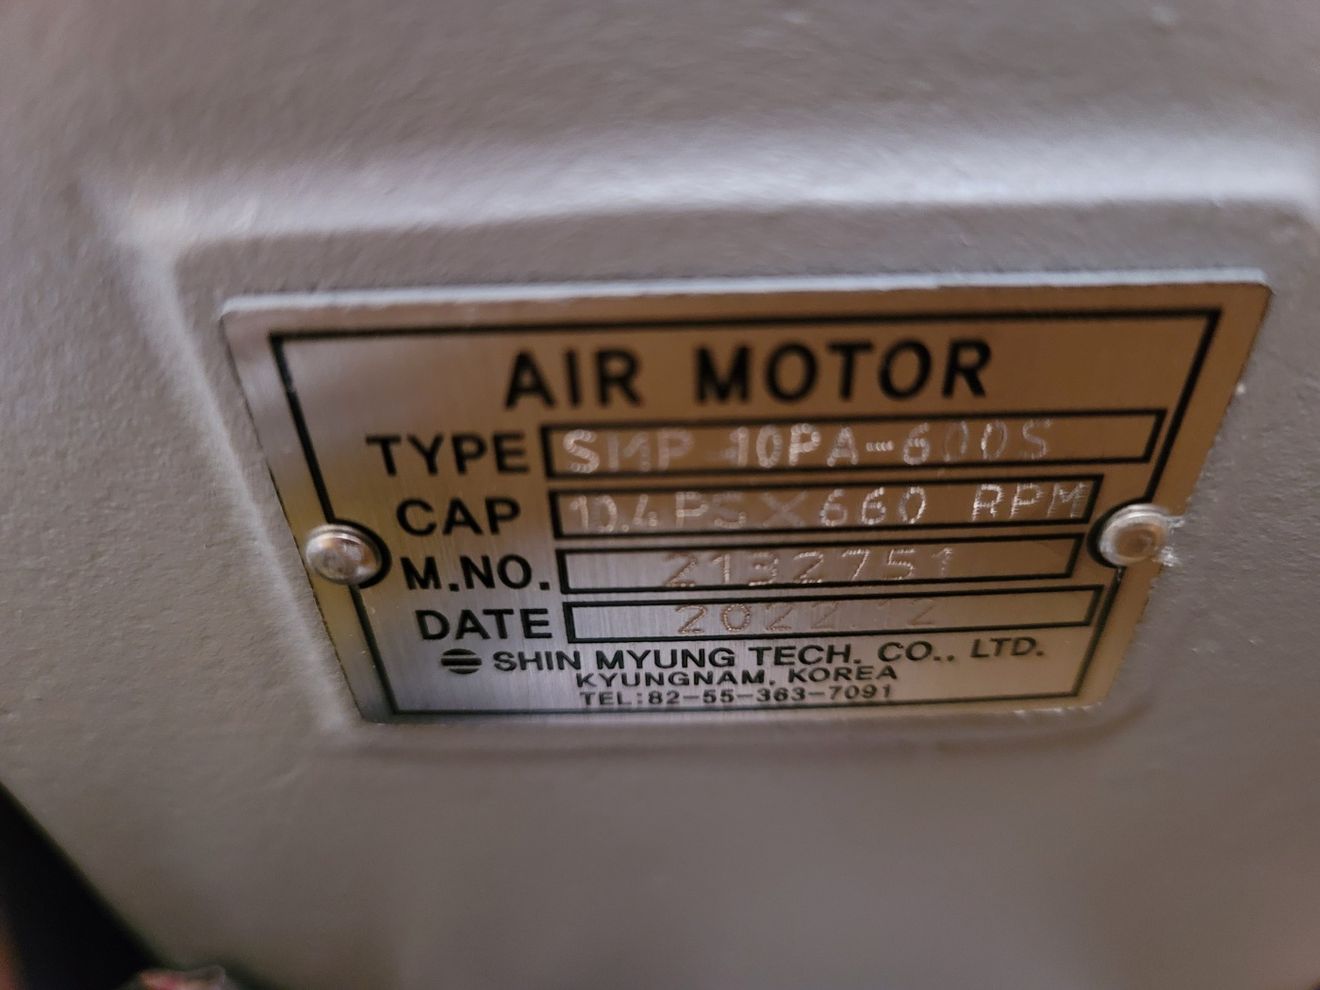 AIR MOTOR
TYPE SMP 10PA-600S
CAP 10.4PS X 660 RPM
M.NO. 2132751
DATE 2022.12
SHIN MYUNG TECH. CO., LTD.
KYUNGNAM, KOREA
TEL:82-55-363-7091